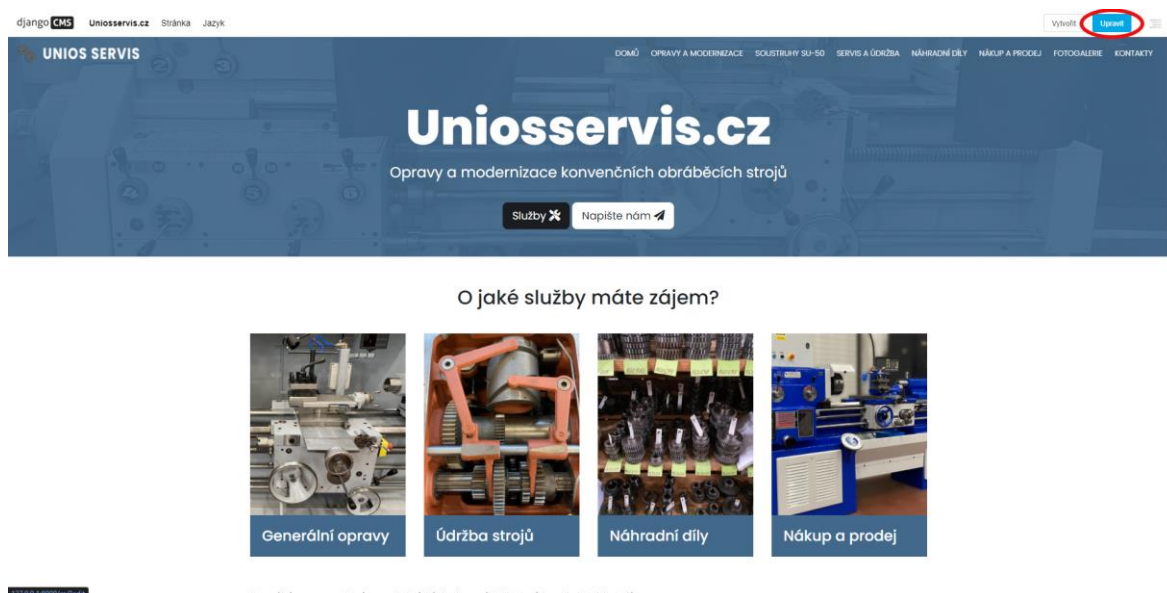 django CMS Uniosservis.cz Stránka Jazyk Vytvořit Upravit
UNIOS SERVIS DOMŮ OPRAVY A MODERNIZACE SOUSTRUHY SU-50 SERVIS A ÚDRŽBA NÁHRADNÍ DÍLY NÁKUP A PRODEJ FOTOGALERIE KONTAKTY
Uniosservis.cz
Opravy a modernizace konvenčních obráběcích strojů
Služby Napište nám
O jaké služby máte zájem?
Generální opravy Údržba strojů Náhradní díly Nákup a prodej